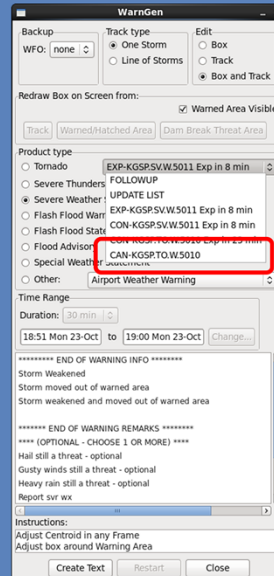 WarnGen
Backup
WFO: none
Track type
One Storm
Line of Storms
Edit
Box
Track
Box and Track
Redraw Box on Screen from:
Warned Area Visible
Track
Warned/Hatched Area
Dam Break Threat Area
Product type
Tornado
EXP-KGSP.SV.W.5011 Exp in 8 min
FOLLOWUP
UPDATE LIST
EXP-KGSP.SV.W.5011 Exp in 8 min
CON-KGSP.SV.W.5011 Exp in 8 min
CON-KGSP.TO.W.5010 Exp in 23 min
CAN-KGSP.TO.W.5010
Severe Thunders
Severe Weather S
Flash Flood Warn
Flash Flood State
Flood Advisory
Special Weather Statement
Other:
Airport Weather Warning
Time Range
Duration: 30 min
18:51 Mon 23-Oct to 19:00 Mon 23-Oct Change...
********* END OF WARNING INFO *********
Storm Weakened
Storm moved out of warned area
Storm weakened and moved out of warned area
******* END OF WARNING REMARKS ********
**** (OPTIONAL - CHOOSE 1 OR MORE) ****
Hail still a threat - optional
Gusty winds still a threat - optional
Heavy rain still a threat - optional
Report svr wx
Instructions:
Adjust Centroid in any Frame
Adjust box around Warning Area
Create Text
Restart
Close